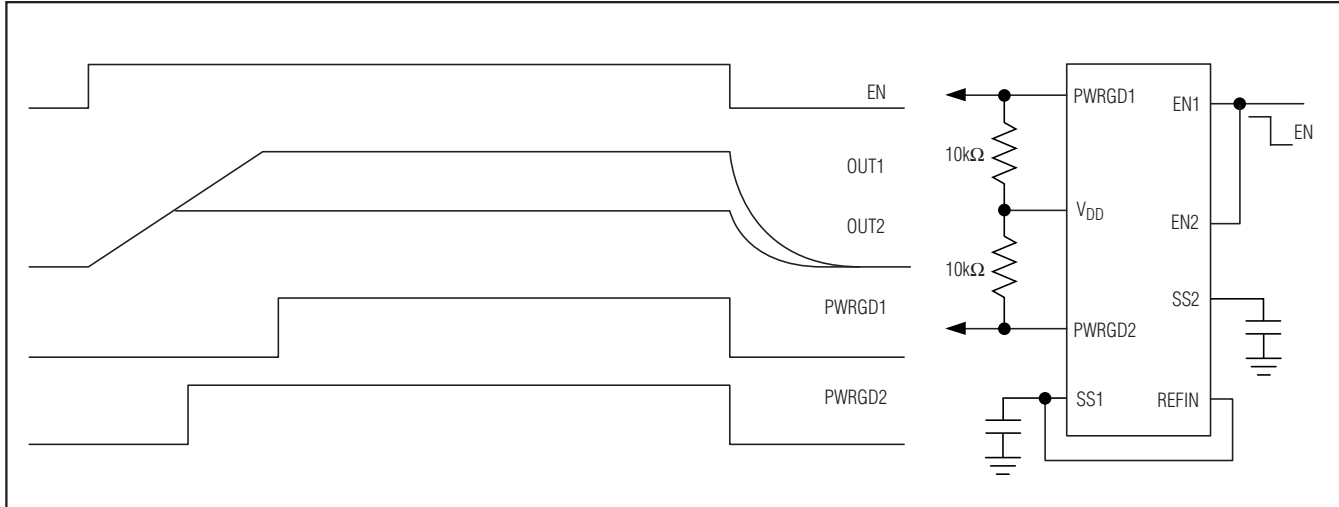 EN
OUT1
OUT2
PWRGD1
PWRGD2
PWRGD1
EN1
EN
10kΩ
VDD
EN2
10kΩ
SS2
PWRGD2
SS1
REFIN